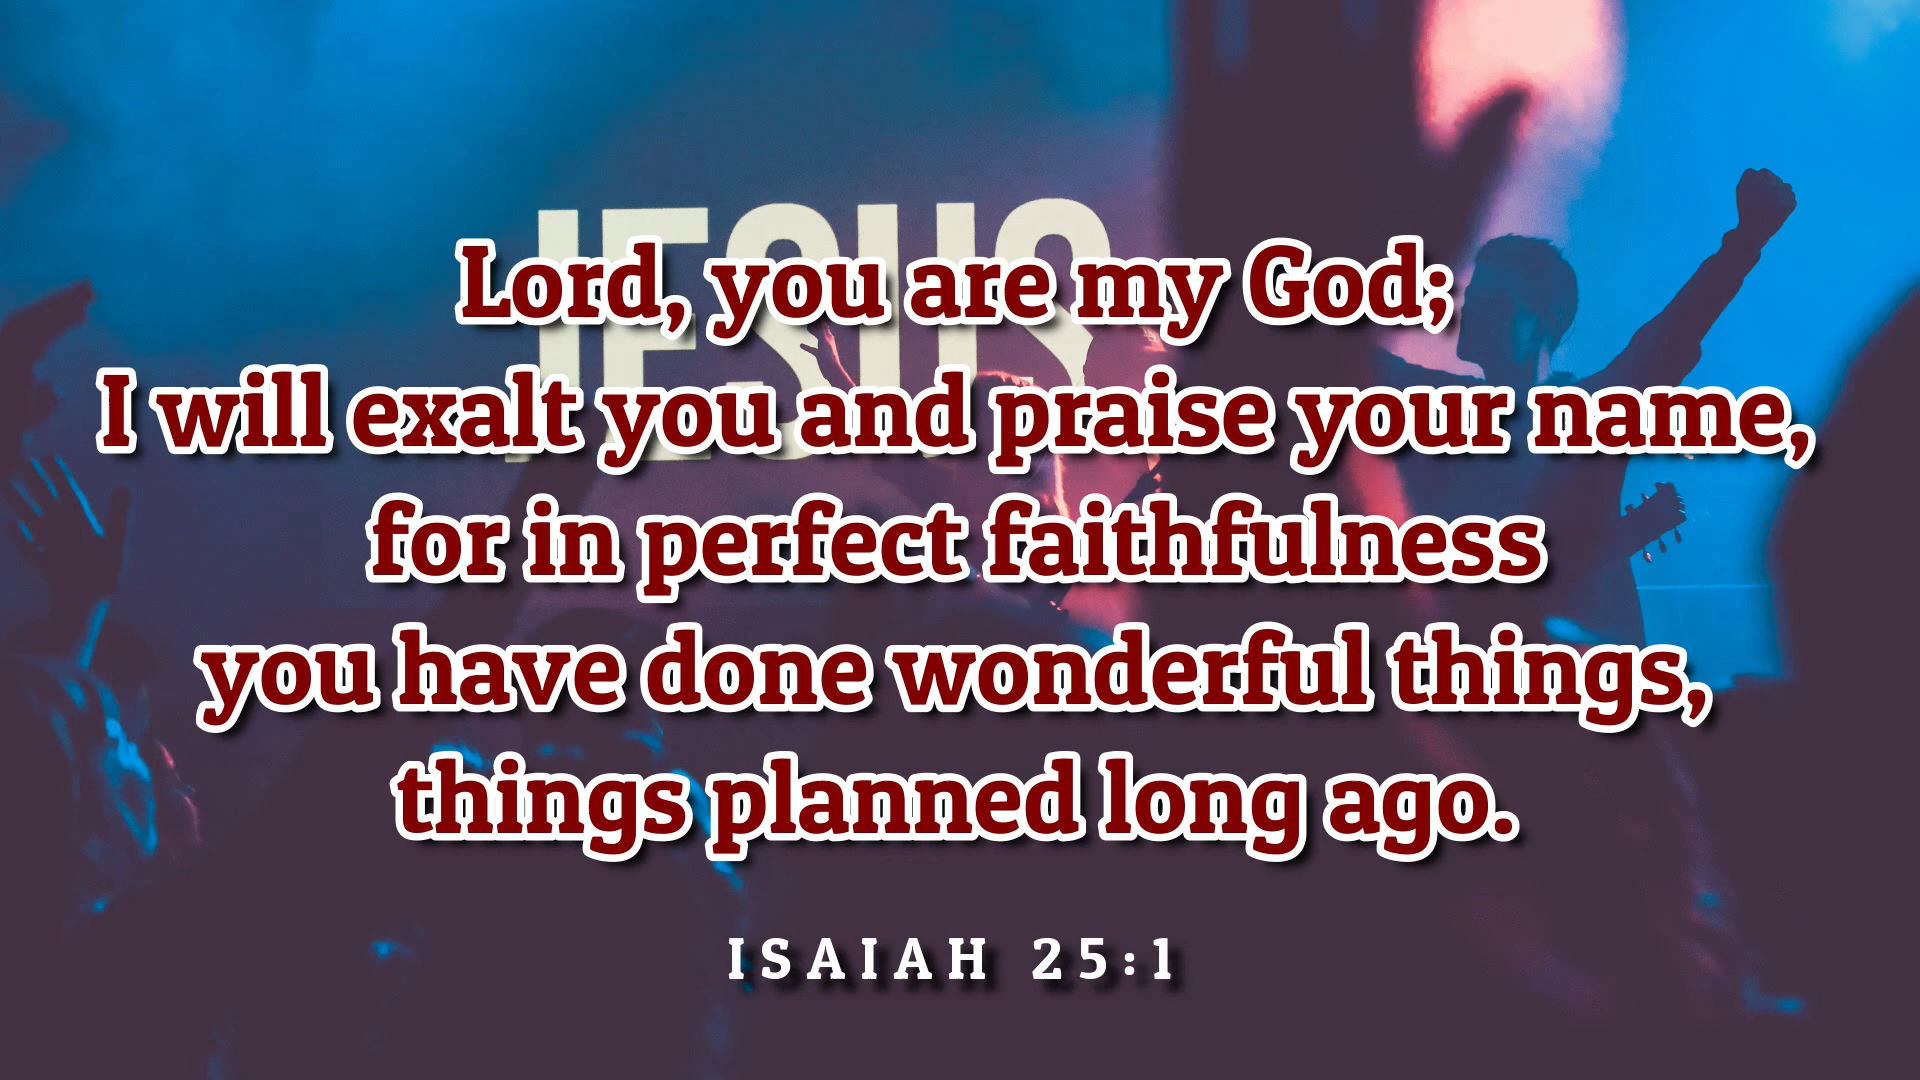 JESUS
Lord, you are my God;
I will exalt you and praise your name,
for in perfect faithfulness
you have done wonderful things,
things planned long ago.
ISAIAH 25:1